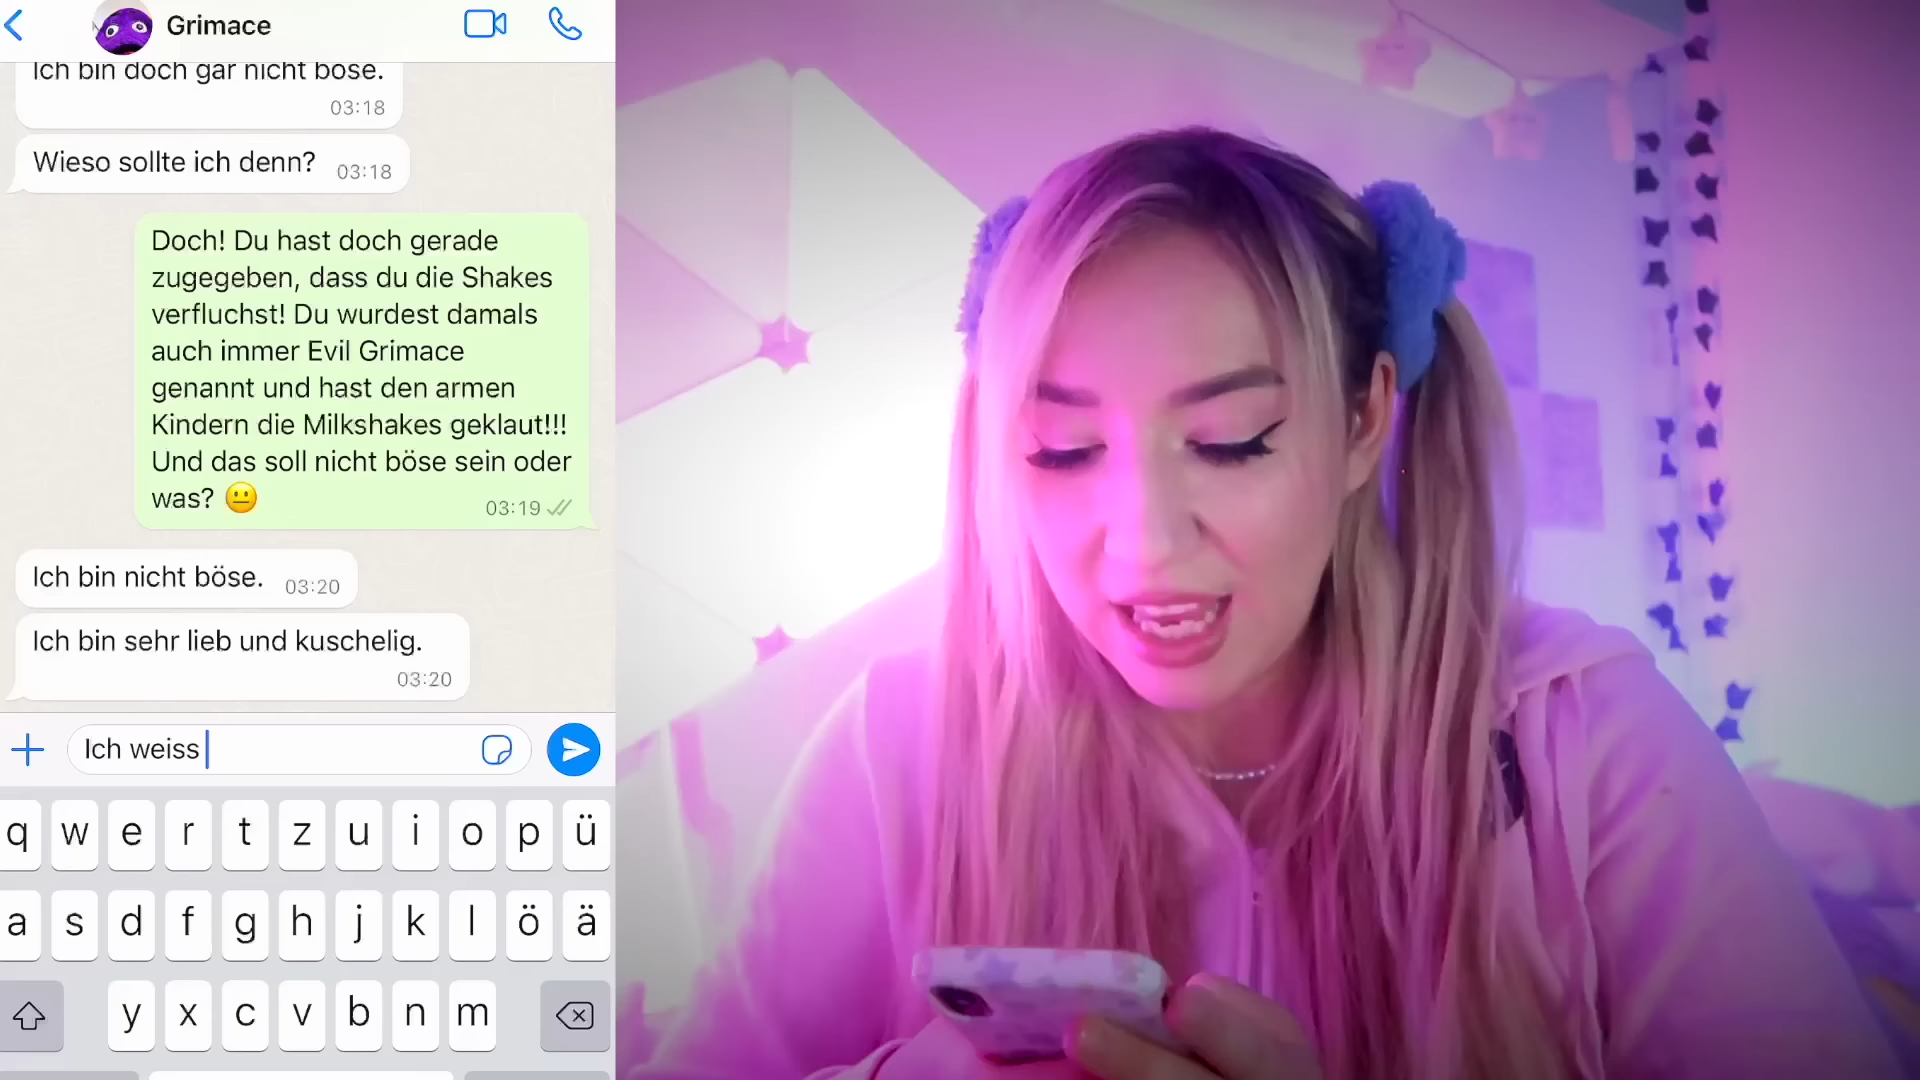 Grimace
Ich bin doch gar nicht böse.
03:18
Wieso sollte ich denn? 03:18
Doch! Du hast doch gerade
zugegeben, dass du die Shakes
verfluchst! Du wurdest damals
auch immer Evil Grimace
genannt und hast den armen
Kindern die Milkshakes geklaut!!!
Und das soll nicht böse sein oder
was? 😐 03:19
Ich bin nicht böse. 03:20
Ich bin sehr lieb und kuschelig.
03:20
Ich weiss
q w e r t z u i o p ü
a s d f g h j k l ö ä
y x c v b n m